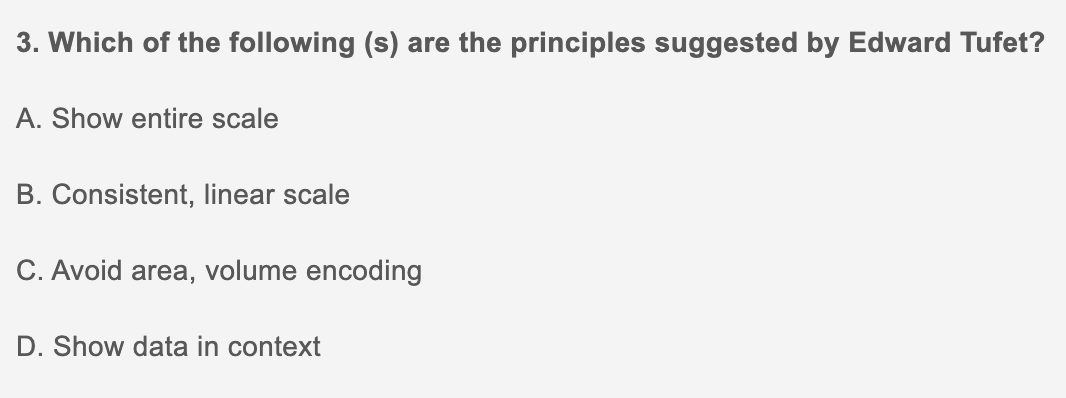 3. Which of the following (s) are the principles suggested by Edward Tufet?
A. Show entire scale
B. Consistent, linear scale
C. Avoid area, volume encoding
D. Show data in context